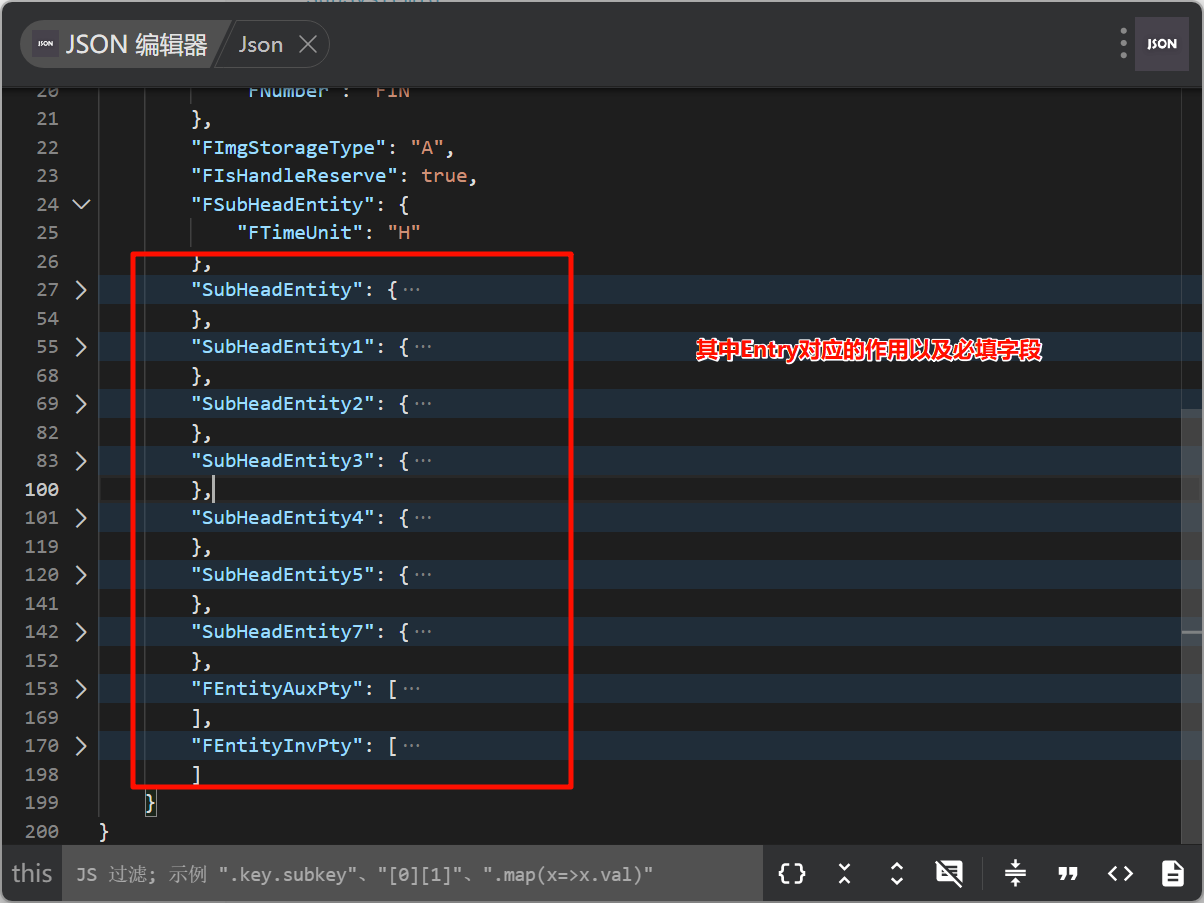 JSON JSON 编辑器 Json JSON
20 "FNumber": "FIN"
21 },
22 "FImgStorageType": "A",
23 "FIsHandleReserve": true,
24 "FSubHeadEntity": {
25 "FTimeUnit": "H"
26 },
27 "SubHeadEntity": {···
54 },
55 "SubHeadEntity1": {··· 其中Entry对应的作用以及必填字段
68 },
69 "SubHeadEntity2": {···
82 },
83 "SubHeadEntity3": {···
100 },
101 "SubHeadEntity4": {···
119 },
120 "SubHeadEntity5": {···
141 },
142 "SubHeadEntity7": {···
152 },
153 "FEntityAuxPty": [···
169 ],
170 "FEntityInvPty": [···
198 ]
199 }
200 }
this JS 过滤; 示例 ".key.subkey"、"[0][1]"、".map(x=>x.val)"